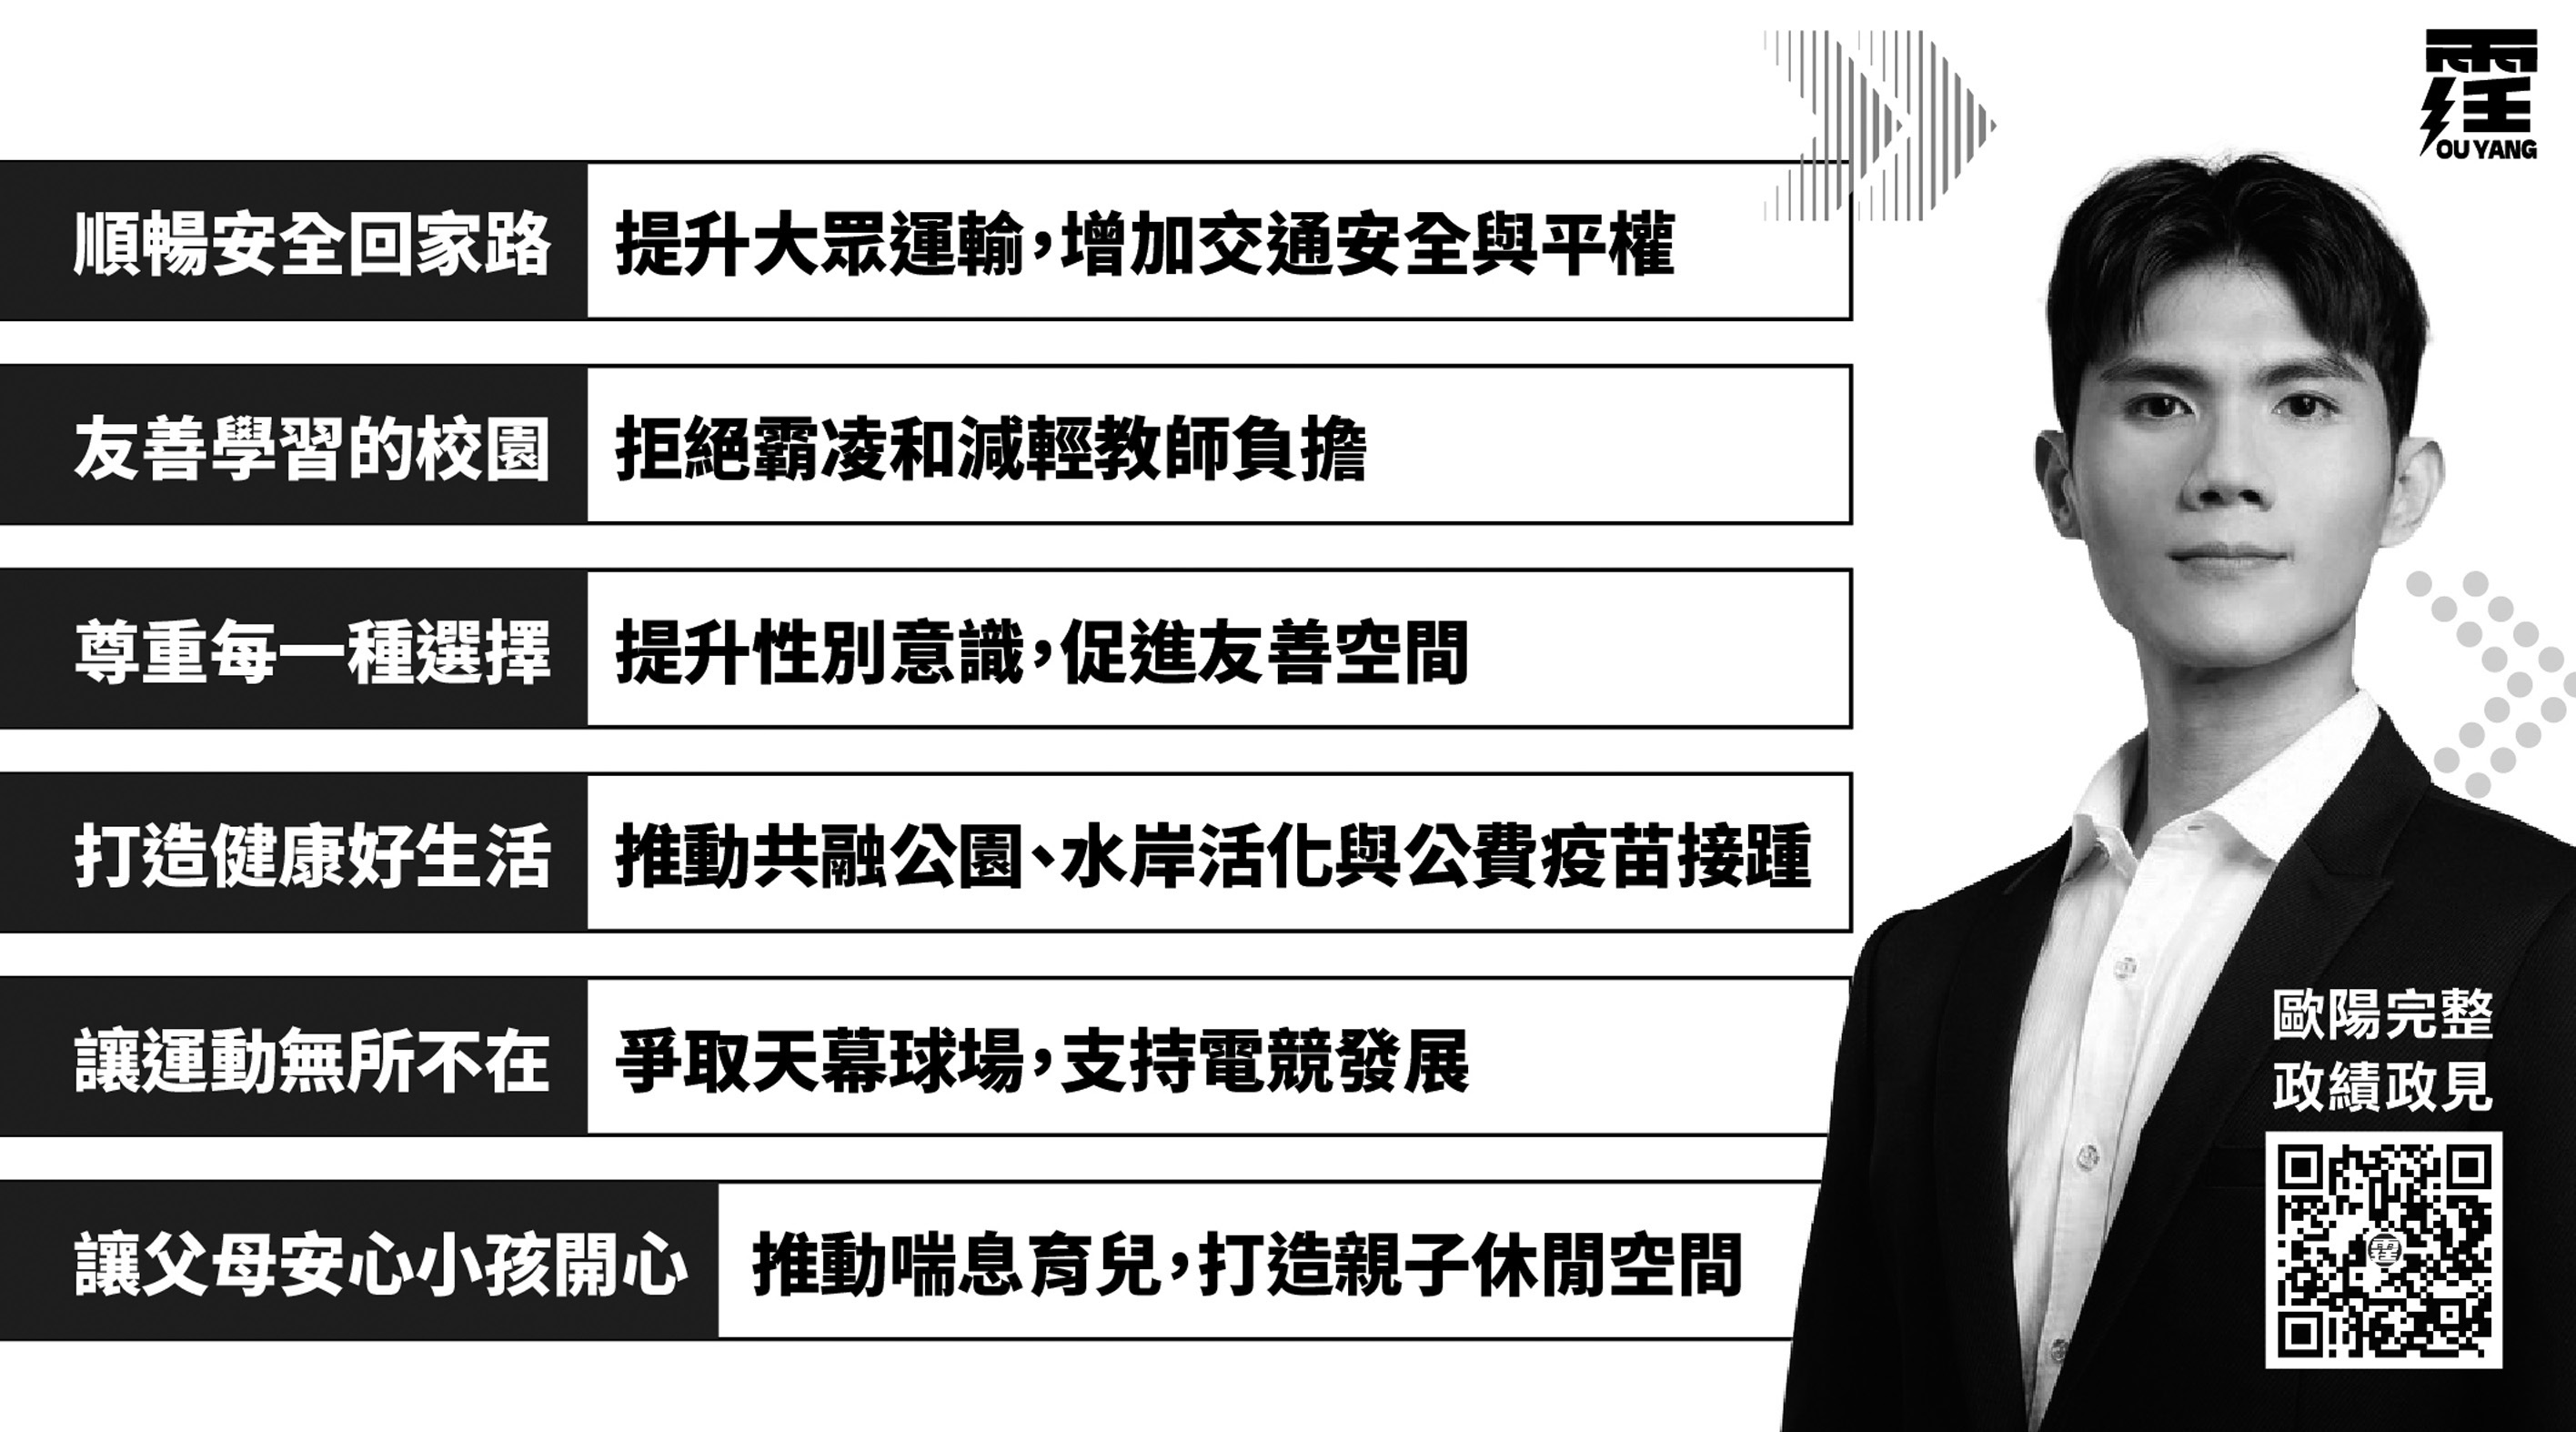 OU YANG
順暢安全回家路
提升大眾運輸，增加交通安全與平權
友善學習的校園
拒絕霸凌和減輕教師負擔
尊重每一種選擇
提升性別意識，促進友善空間
打造健康好生活
推動共融公園、水岸活化與公費疫苗接踵
讓運動無所不在
爭取天幕球場，支持電競發展
讓父母安心小孩開心
推動喘息育兒，打造親子休閒空間
歐陽完整
政績政見